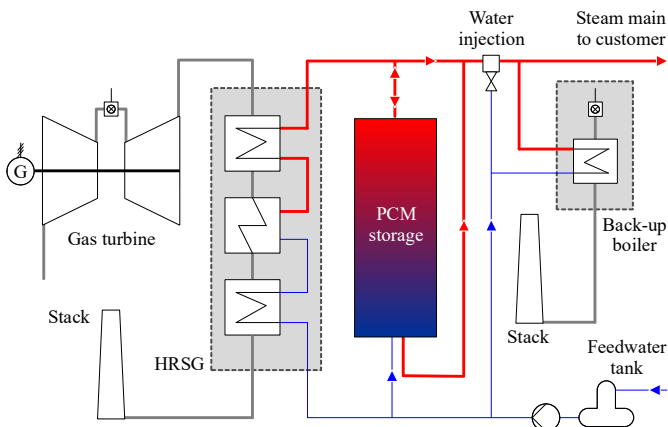 Water
injection
Steam main
to customer
G
Gas turbine
PCM
storage
Back-up
boiler
Stack
HRSG
Stack
Feedwater
tank